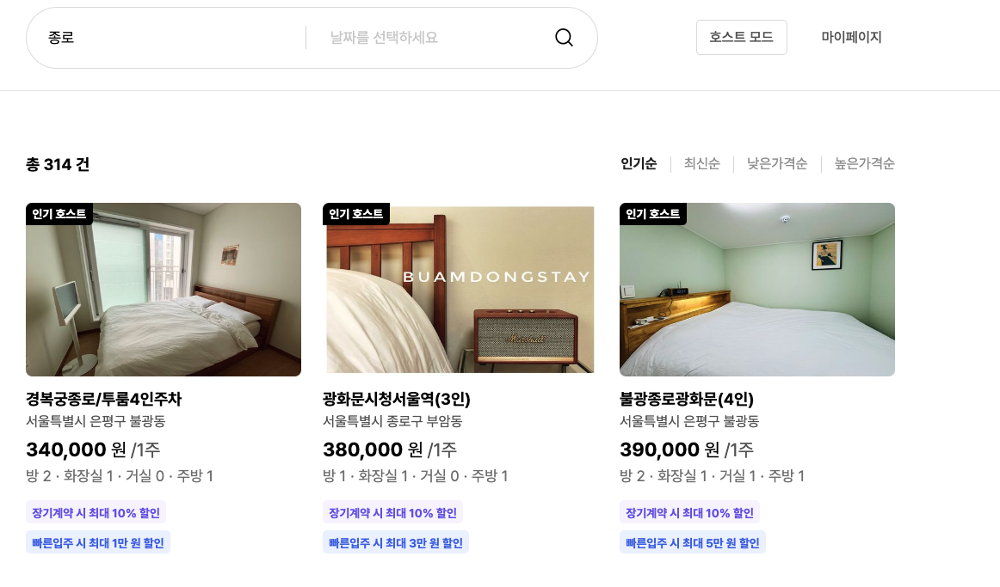 종로
날짜를 선택하세요
호스트 모드
마이페이지
총 314 건
인기순
최신순
낮은가격순
높은가격순
인기 호스트
경복궁종로/투룸4인주차
서울특별시 은평구 불광동
340,000 원 /1주
방 2 · 화장실 1 · 거실 0 · 주방 1
장기계약 시 최대 10% 할인
빠른입주 시 최대 1만 원 할인
인기 호스트
BUAMDONGSTAY
Marshall
광화문시청서울역(3인)
서울특별시 종로구 부암동
380,000 원 /1주
방 1 · 화장실 1 · 거실 0 · 주방 1
장기계약 시 최대 10% 할인
빠른입주 시 최대 3만 원 할인
인기 호스트
불광종로광화문(4인)
서울특별시 은평구 불광동
390,000 원 /1주
방 2 · 화장실 1 · 거실 1 · 주방 1
장기계약 시 최대 10% 할인
빠른입주 시 최대 5만 원 할인